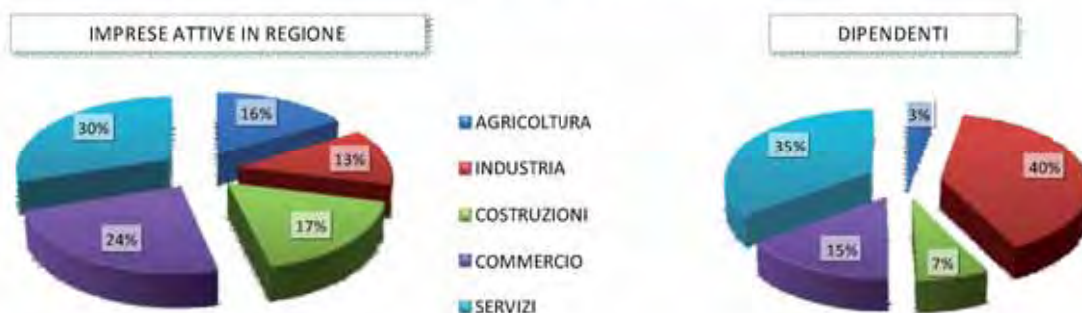 IMPRESE ATTIVE IN REGIONE
30%
16%
13%
24%
17%
AGRICOLTURA
INDUSTRIA
COSTRUZIONI
COMMERCIO
SERVIZI
DIPENDENTI
3%
35%
40%
15%
7%